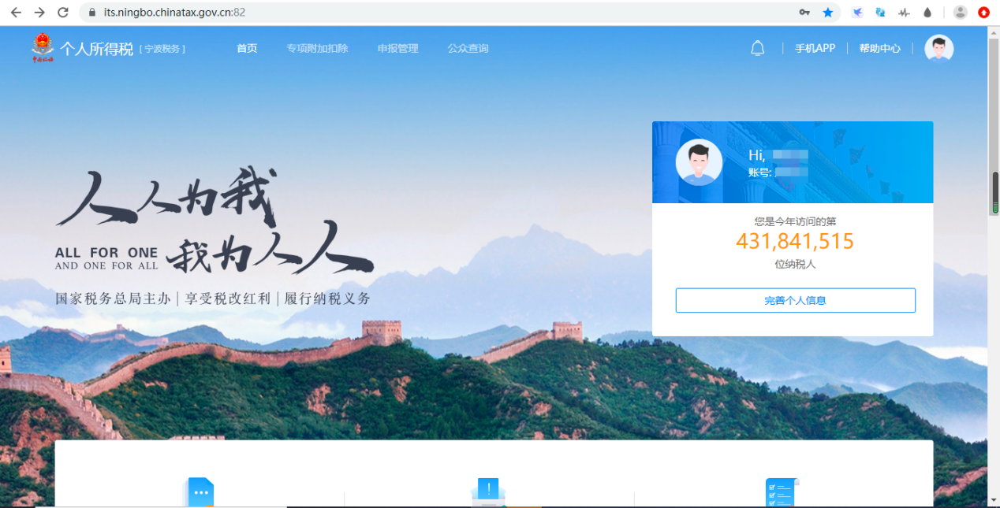 its.ningbo.chinatax.gov.cn:82
个人所得税 [ 宁波税务 ] 首页 专项附加扣除 申报管理 公众查询 手机APP 帮助中心
人人为我
ALL FOR ONE
AND ONE FOR ALL
我为人人
国家税务总局主办 | 享受税改红利 | 履行纳税义务
Hi,
账号:
您是今年访问的第
431,841,515
位纳税人
完善个人信息